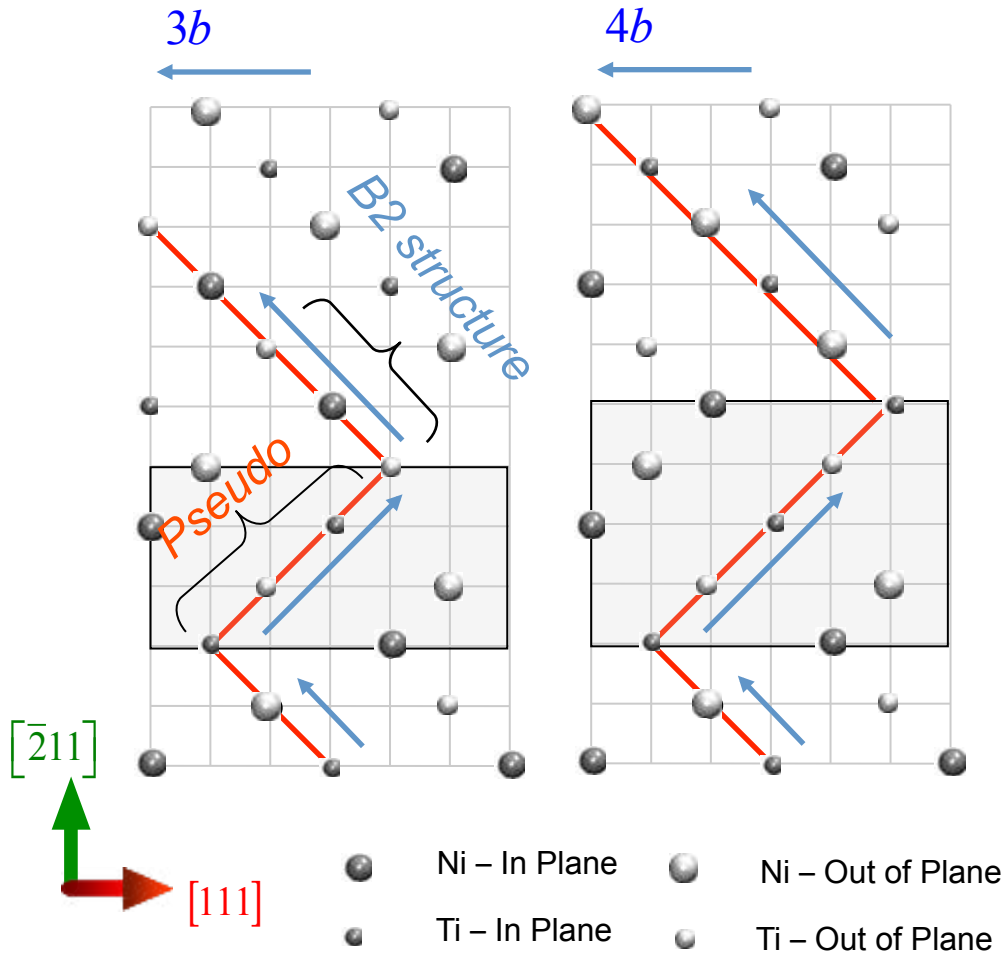 3b
4b
B2 structure
Pseudo
[2̄11]
[111]
Ni – In Plane
Ni – Out of Plane
Ti – In Plane
Ti – Out of Plane